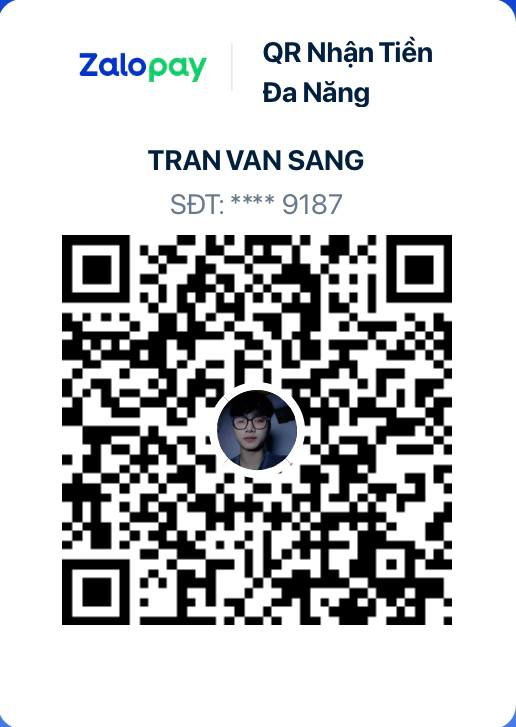 Zalopay
QR Nhận Tiền
Đa Năng
TRAN VAN SANG
SĐT: **** 9187